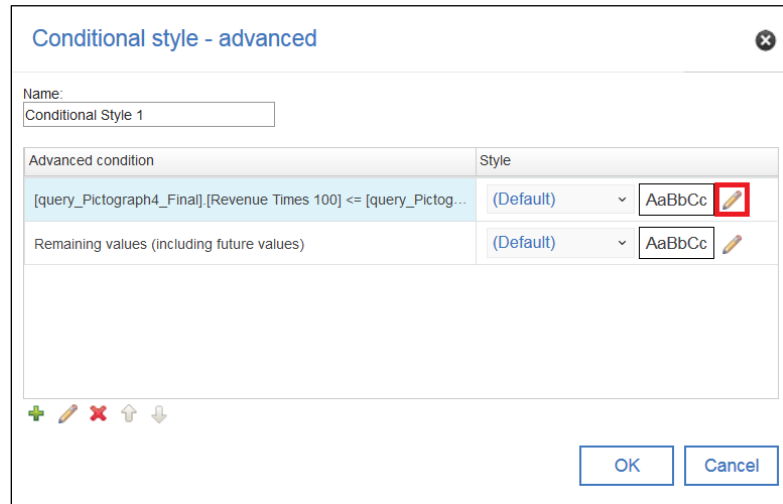 Conditional style - advanced
Name:
Conditional Style 1
Advanced condition Style
[query_Pictograph4_Final].[Revenue Times 100] <= [query_Pictog... (Default) AaBbCc
Remaining values (including future values) (Default) AaBbCc
OK Cancel